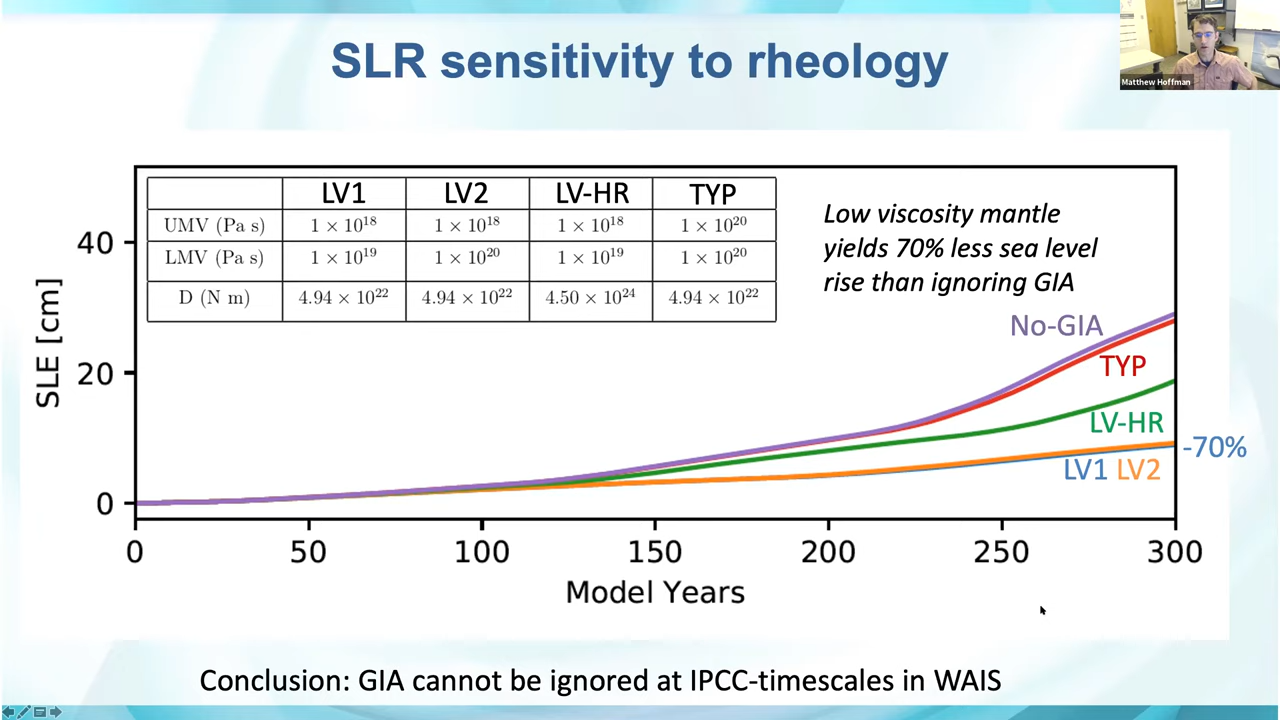 SLR sensitivity to rheology
Matthew Hoffman
LV1 LV2 LV-HR TYP
UMV (Pa s) 1 × 10¹⁸ 1 × 10¹⁸ 1 × 10¹⁸ 1 × 10²⁰
LMV (Pa s) 1 × 10¹⁹ 1 × 10²⁰ 1 × 10¹⁹ 1 × 10²⁰
D (N m) 4.94 × 10²² 4.94 × 10²² 4.50 × 10²⁴ 4.94 × 10²²
Low viscosity mantle
yields 70% less sea level
rise than ignoring GIA
No-GIA
TYP
LV-HR
-70%
LV1 LV2
SLE [cm]
40
20
0
0 50 100 150 200 250 300
Model Years
Conclusion: GIA cannot be ignored at IPCC-timescales in WAIS